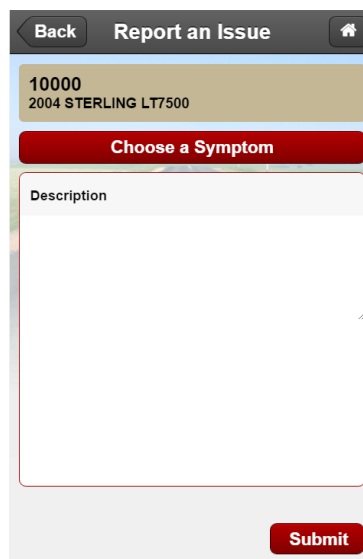 Back
Report an Issue
10000
2004 STERLING LT7500
Choose a Symptom
Description
Submit